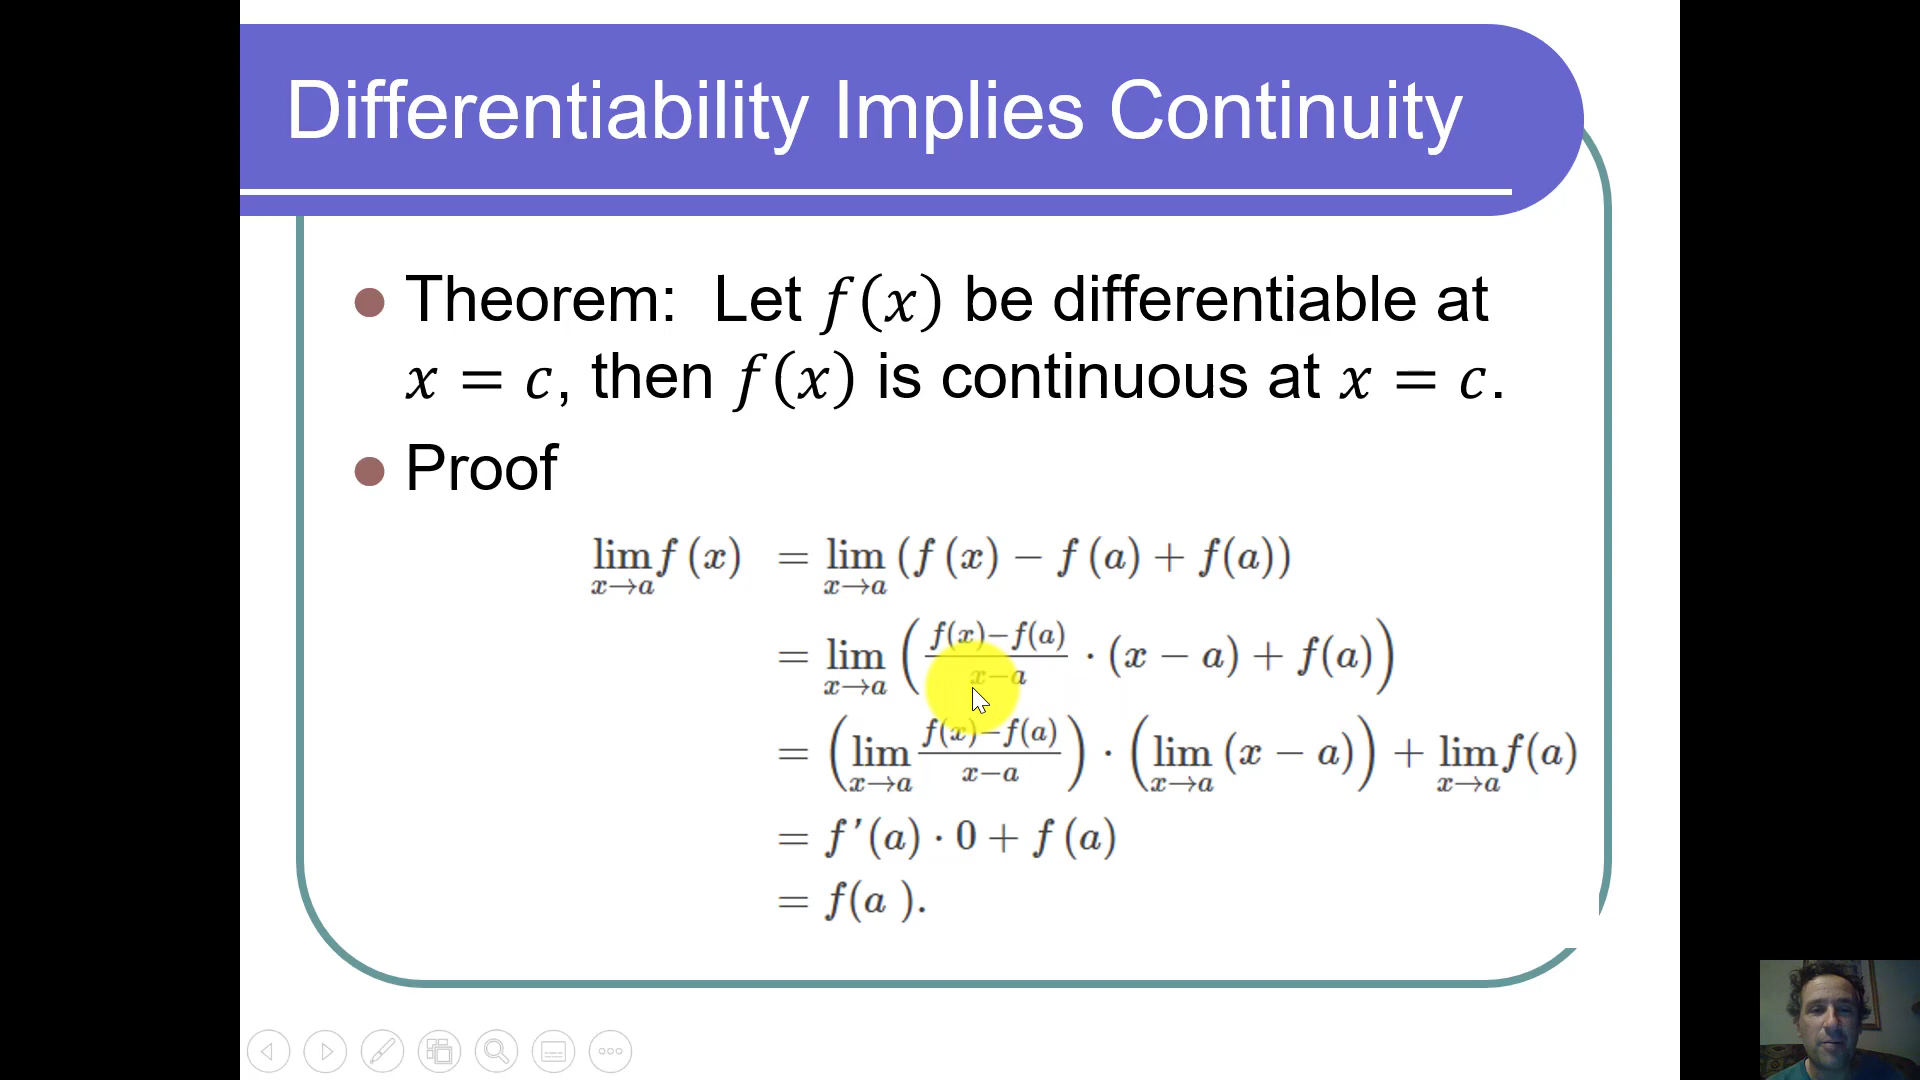 Differentiability Implies Continuity
Theorem: Let f(x) be differentiable at
x = c, then f(x) is continuous at x = c.
Proof
lim x→a f(x) = lim x→a (f(x) − f(a) + f(a))
= lim x→a ( f(x)−f(a) / x−a · (x − a) + f(a) )
= ( lim x→a f(x)−f(a) / x−a ) · ( lim x→a (x − a) ) + lim x→a f(a)
= f′(a) · 0 + f(a)
= f(a ).